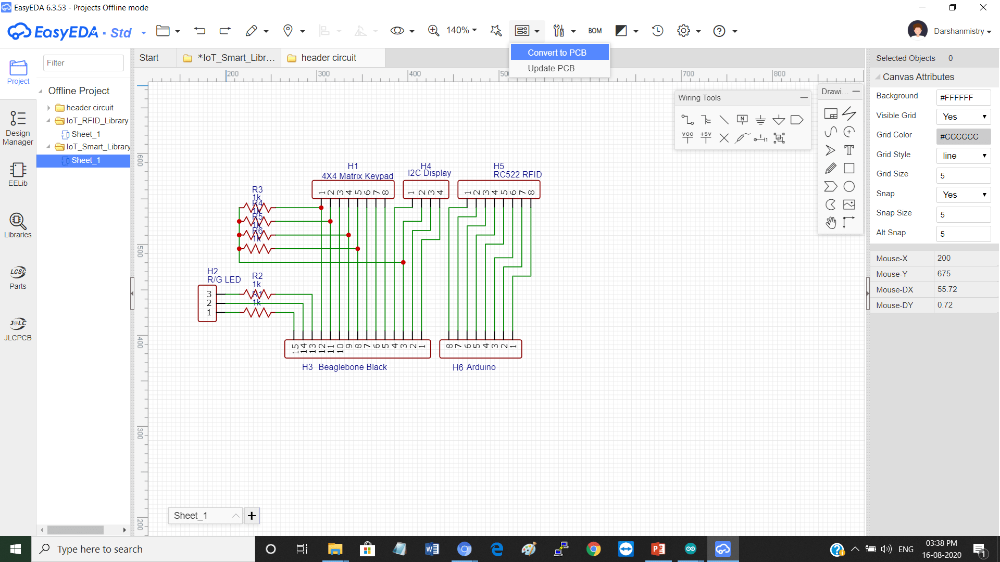 EasyEDA 6.3.53 - Projects Offline mode
EasyEDA · Std
140%
BOM
Darshanmistry
Convert to PCB
Update PCB
Project
Design Manager
EELib
Libraries
LCSC
Parts
J@LC
JLCPCB
Filter
Offline Project
header circuit
IoT_RFID_Library
Sheet_1
IoT_Smart_Library
Sheet_1
Start
*IoT_Smart_Libr...
header circuit
200 300 400 500 700 800
600
500
400
300
200
Wiring Tools
N
VCC +5V
Drawi...
T
H1
4X4 Matrix Keypad
1 2 3 4 5 6 7 8
H4
I2C Display
1 2 3 4
H5
RC522 RFID
1 2 3 4 5 6 7 8
R3
1k
R4
1k
R5
1k
R6
1k
H2
R/G LED
3
2
1
R2
1k
R1
1k
15 14 13 12 11 10 9 8 7 6 5 4 3 2 1
H3 Beaglebone Black
8 7 6 5 4 3 2 1
H6 Arduino
Sheet_1
Selected Objects 0
Canvas Attributes
Background #FFFFFF
Visible Grid Yes
Grid Color #CCCCCC
Grid Style line
Grid Size 5
Snap Yes
Snap Size 5
Alt Snap 5
Mouse-X 200
Mouse-Y 675
Mouse-DX 55.72
Mouse-DY 0.72
Type here to search
ENG
03:38 PM
16-08-2020
1